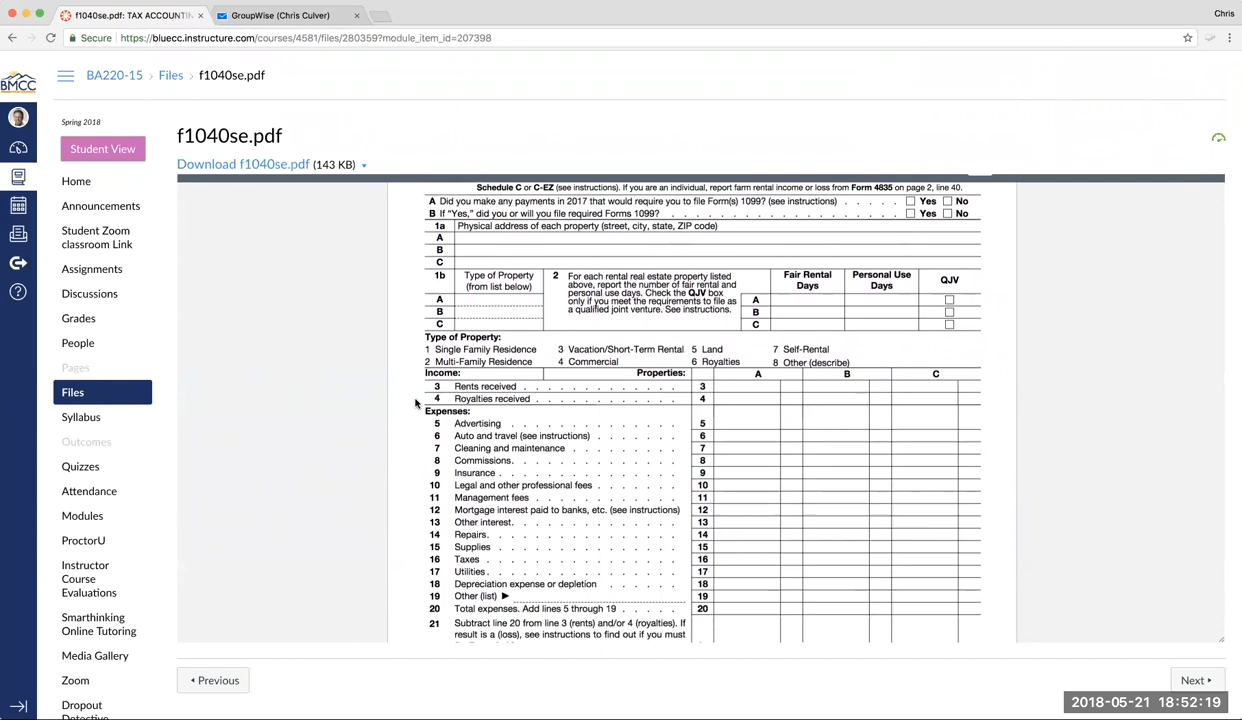 f1040se.pdf: TAX ACCOUNTIN
GroupWise (Chris Culver)
Chris
Secure
https://bluecc.instructure.com/courses/4581/files/280359?module_item_id=207398
BMCC
BA220-15 › Files › f1040se.pdf
Spring 2018
Student View
Home
Announcements
Student Zoom
classroom Link
Assignments
Discussions
Grades
People
Pages
Files
Syllabus
Outcomes
Quizzes
Attendance
Modules
ProctorU
Instructor
Course
Evaluations
Smarthinking
Online Tutoring
Media Gallery
Zoom
Dropout
Detective
f1040se.pdf
Download f1040se.pdf (143 KB)
Schedule C or C-EZ (see instructions). If you are an individual, report farm rental income or loss from Form 4835 on page 2, line 40.
A Did you make any payments in 2017 that would require you to file Form(s) 1099? (see instructions) . . . . . Yes No
B If "Yes," did you or will you file required Forms 1099? . . . . . . . . . . . . . . . . . Yes No
1a Physical address of each property (street, city, state, ZIP code)
A
B
C
1b Type of Property
(from list below)
A
B
C
2 For each rental real estate property listed
above, report the number of fair rental and
personal use days. Check the QJV box
only if you meet the requirements to file as
a qualified joint venture. See instructions.
Fair Rental
Days
Personal Use
Days
QJV
A
B
C
Type of Property:
1 Single Family Residence 3 Vacation/Short-Term Rental 5 Land 7 Self-Rental
2 Multi-Family Residence 4 Commercial 6 Royalties 8 Other (describe)
Income: Properties: A B C
3 Rents received . . . . . . . . . . . . . 3
4 Royalties received . . . . . . . . . . . . 4
Expenses:
5 Advertising . . . . . . . . . . . . . . 5
6 Auto and travel (see instructions) . . . . . . . 6
7 Cleaning and maintenance . . . . . . . . . 7
8 Commissions. . . . . . . . . . . . . . 8
9 Insurance . . . . . . . . . . . . . . . 9
10 Legal and other professional fees . . . . . . . 10
11 Management fees . . . . . . . . . . . . 11
12 Mortgage interest paid to banks, etc. (see instructions) 12
13 Other interest. . . . . . . . . . . . . . 13
14 Repairs. . . . . . . . . . . . . . . . 14
15 Supplies . . . . . . . . . . . . . . . 15
16 Taxes . . . . . . . . . . . . . . . . 16
17 Utilities . . . . . . . . . . . . . . . . 17
18 Depreciation expense or depletion . . . . . . 18
19 Other (list) ▶ 19
20 Total expenses. Add lines 5 through 19 . . . . . 20
21 Subtract line 20 from line 3 (rents) and/or 4 (royalties). If
result is a (loss), see instructions to find out if you must
Previous
Next
2018-05-21 18:52:19